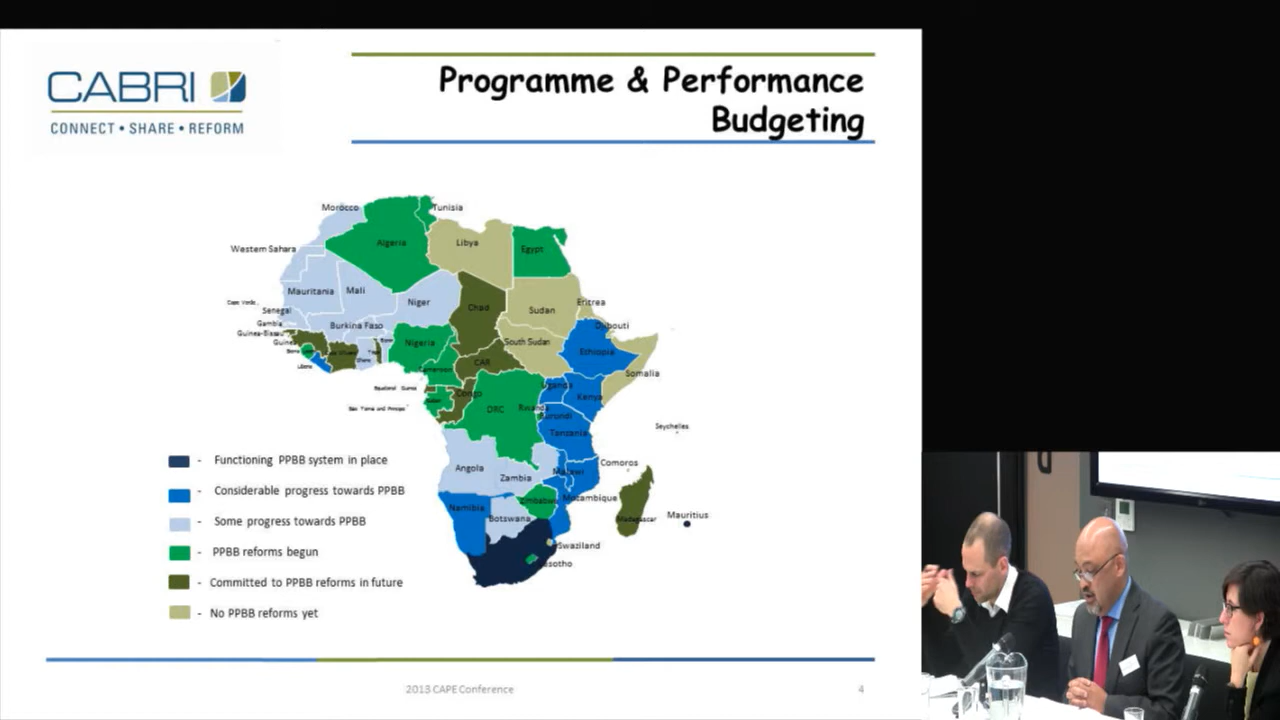 CABRI
CONNECT • SHARE • REFORM
Programme & Performance
Budgeting
Morocco
Tunisia
Western Sahara
Algeria
Libya
Egypt
Mauritania
Mali
Niger
Chad
Sudan
Eritrea
Cape Verde
Senegal
Gambia
Guinea-Bissau
Guinea
Burkina Faso
Djibouti
Nigeria
South Sudan
Ethiopia
Somalia
Liberia
Ghana
Cameroon
CAR
Equatorial Guinea
Sao Tome and Principe
Congo
DRC
Uganda
Kenya
Rwanda
Burundi
Tanzania
Seychelles
Angola
Zambia
Malawi
Comoros
Mozambique
Zimbabwe
Namibia
Botswana
Madagascar
Mauritius
Swaziland
Lesotho
- Functioning PPBB system in place
- Considerable progress towards PPBB
- Some progress towards PPBB
- PPBB reforms begun
- Committed to PPBB reforms in future
- No PPBB reforms yet
2013 CAPE Conference
4